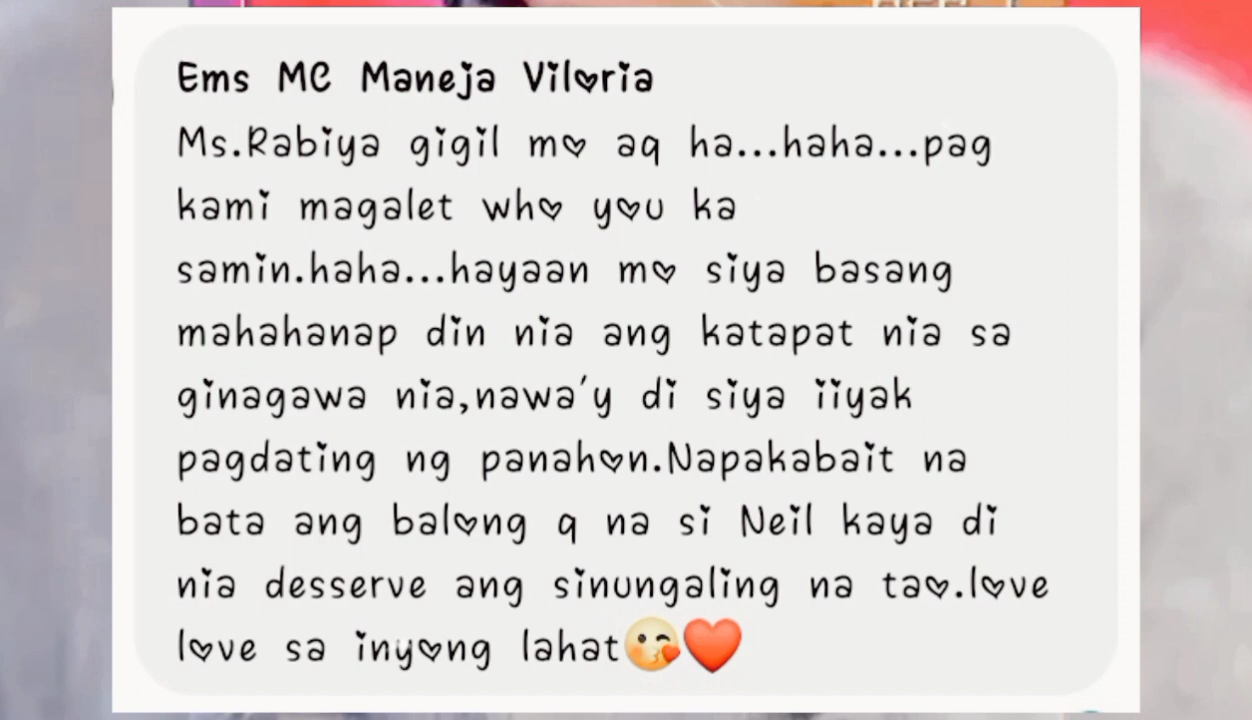 Ems MC Maneja Viloria
Ms.Rabiya gigil mo aq ha...haha...pag
kami magalet who you ka
samin.haha...hayaan mo siya basang
mahahanap din nia ang katapat nia sa
ginagawa nia,nawa'y di siya iiyak
pagdating ng panahon.Napakabait na
bata ang balong q na si Neil kaya di
nia desserve ang sinungaling na tao.love
love sa inyong lahat😘❤️